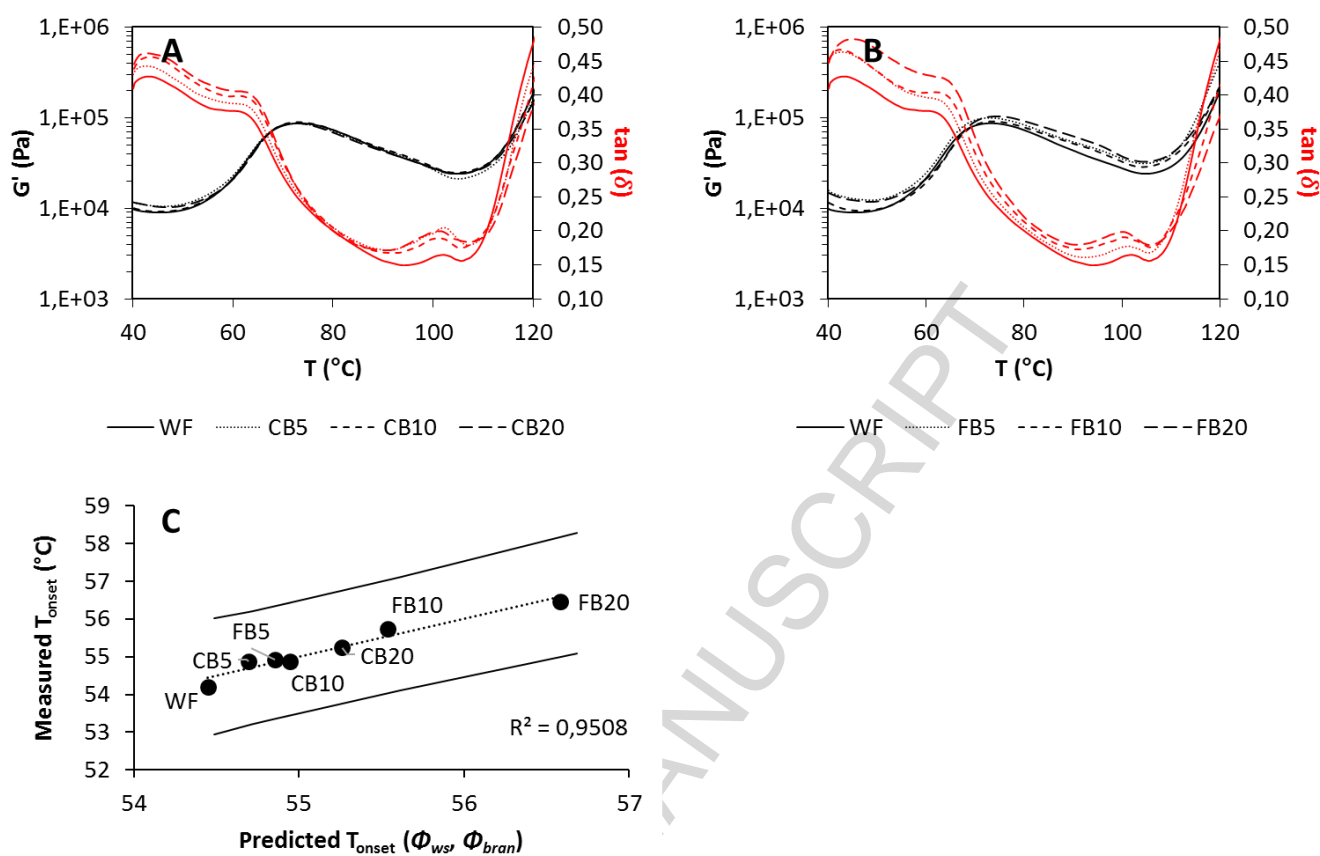 A
1,E+06
1,E+05
1,E+04
1,E+03
G' (Pa)
0,50
0,45
0,40
0,35
0,30
0,25
0,20
0,15
0,10
tan (δ)
40 60 80 100 120
T (°C)
WF CB5 CB10 CB20
B
1,E+06
1,E+05
1,E+04
1,E+03
G' (Pa)
0,50
0,45
0,40
0,35
0,30
0,25
0,20
0,15
0,10
tan (δ)
40 60 80 100 120
T (°C)
WF FB5 FB10 FB20
C
59
58
57
56
55
54
53
52
Measured Tonset (°C)
FB10
FB20
FB5
CB5
CB20
CB10
WF
R² = 0,9508
54 55 56 57
Predicted Tonset (Φws, Φbran)
ANUSCRIPT